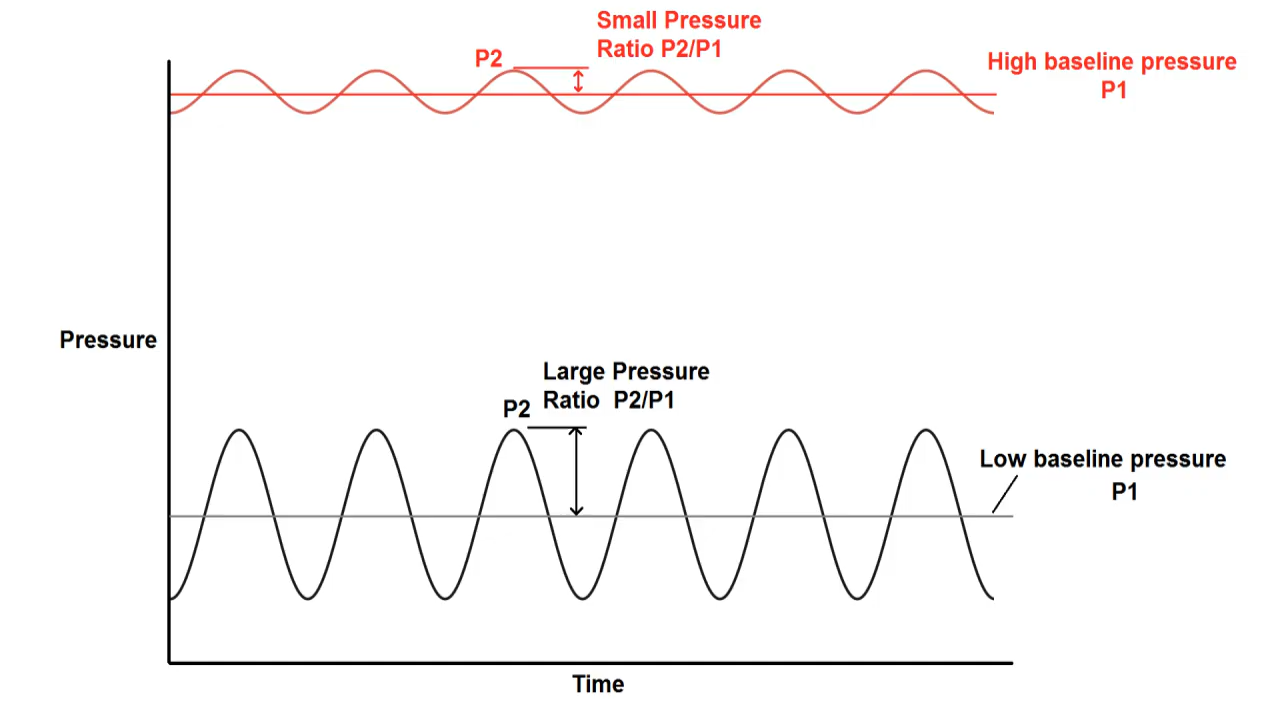 Small Pressure
Ratio P2/P1
P2
High baseline pressure
P1
Pressure
Large Pressure
Ratio P2/P1
P2
Low baseline pressure
P1
Time